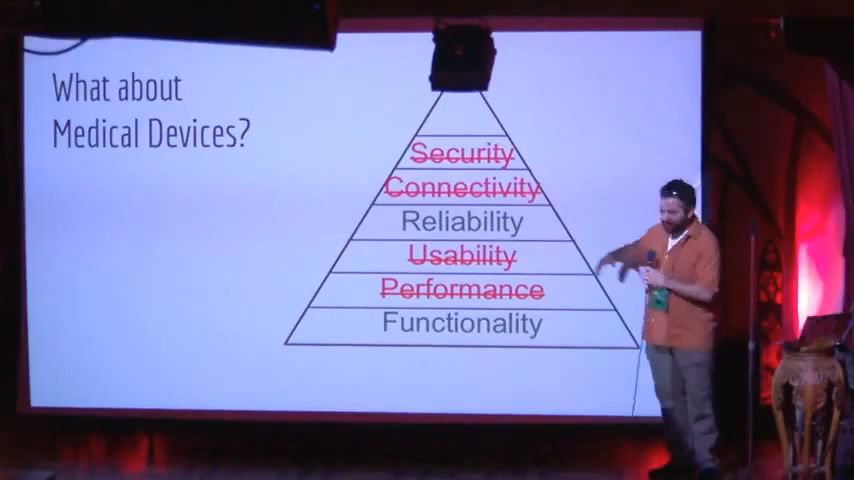 What about
Medical Devices?
Security
Connectivity
Reliability
Usability
Performance
Functionality